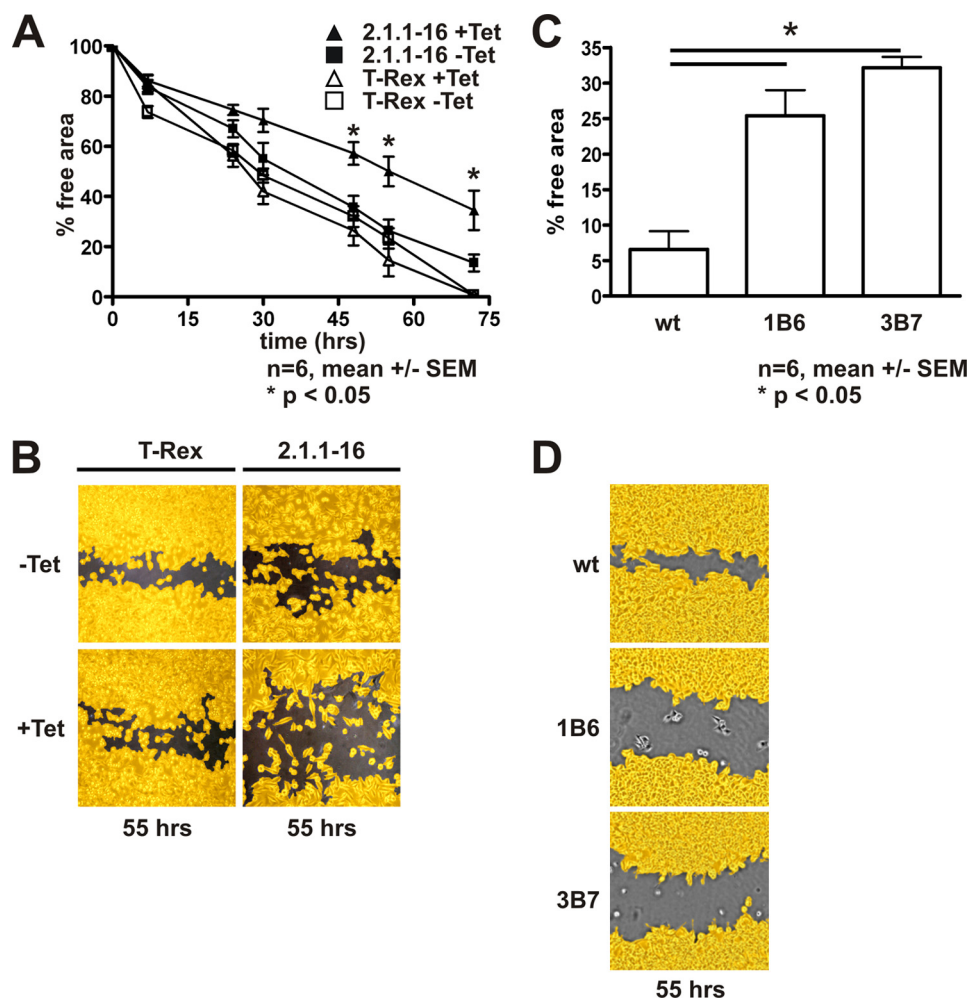 A
2.1.1-16 +Tet
2.1.1-16 -Tet
T-Rex +Tet
T-Rex -Tet
100
80
60
40
20
0
% free area
* * *
0 15 30 45 60 75
time (hrs)
n=6, mean +/- SEM
* p < 0.05
C
*
35
30
25
20
15
10
5
0
% free area
wt 1B6 3B7
n=6, mean +/- SEM
* p < 0.05
B
T-Rex 2.1.1-16
-Tet
+Tet
55 hrs 55 hrs
D
wt
1B6
3B7
55 hrs